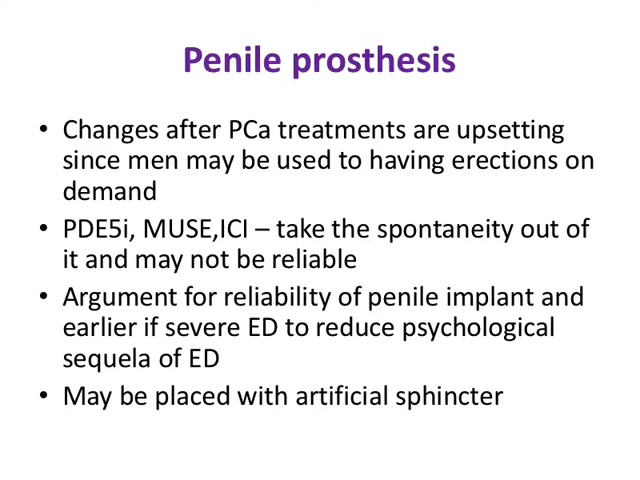 Penile prosthesis
• Changes after PCa treatments are upsetting
since men may be used to having erections on
demand
• PDE5i, MUSE,ICI – take the spontaneity out of
it and may not be reliable
• Argument for reliability of penile implant and
earlier if severe ED to reduce psychological
sequela of ED
• May be placed with artificial sphincter